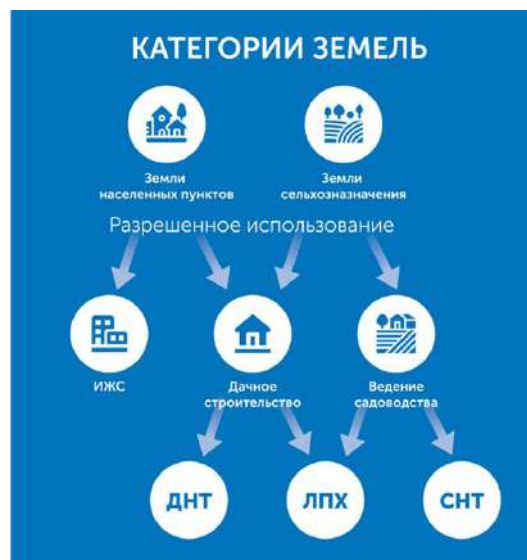 КАТЕГОРИИ ЗЕМЕЛЬ
Земли
населенных пунктов
Земли
сельхозназначения
Разрешенное использование
ИЖС
Дачное
строительство
Ведение
садоводства
ДНТ
ЛПХ
СНТ